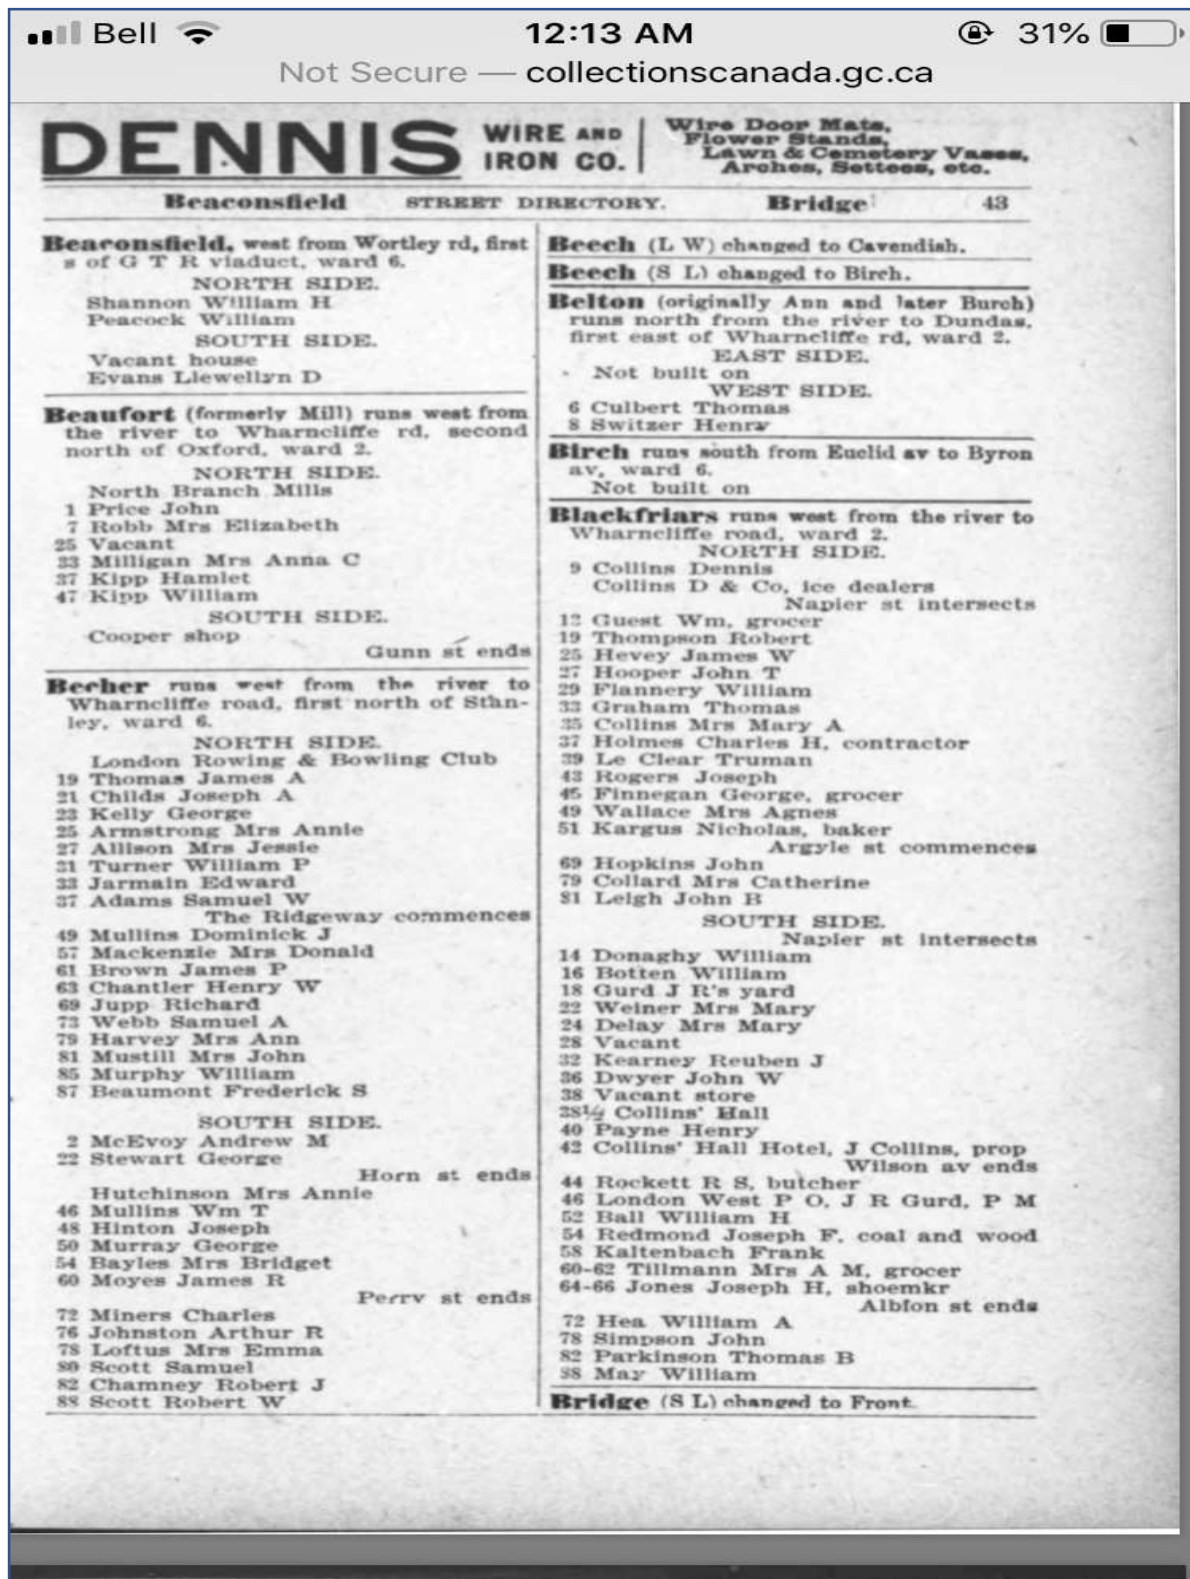 Bell
12:13 AM
31%
Not Secure — collectionscanada.gc.ca
DENNIS WIRE AND IRON CO.
Wire Door Mats,
Flower Stands,
Lawn & Cemetery Vases,
Arches, Settees, etc.
Beaconsfield STREET DIRECTORY. Bridge 43
Beaconsfield, west from Wortley rd, first
s of G T R viaduct, ward 6.
NORTH SIDE.
Shannon William H
Peacock William
SOUTH SIDE.
Vacant house
Evans Llewellyn D
Beaufort (formerly Mill) runs west from
the river to Wharncliffe rd, second
north of Oxford, ward 2.
NORTH SIDE.
North Branch Mills
1 Price John
7 Robb Mrs Elizabeth
25 Vacant
33 Milligan Mrs Anna C
37 Kipp Hamlet
47 Kipp William
SOUTH SIDE.
Cooper shop
Gunn st ends
Becher runs west from the river to
Wharncliffe road, first north of Stan-
ley, ward 6.
NORTH SIDE.
London Rowing & Bowling Club
19 Thomas James A
21 Childs Joseph A
23 Kelly George
25 Armstrong Mrs Annie
27 Allison Mrs Jessie
31 Turner William P
33 Jarmain Edward
37 Adams Samuel W
The Ridgeway commences
49 Mullins Dominick J
57 Mackenzie Mrs Donald
61 Brown James P
63 Chantler Henry W
69 Jupp Richard
73 Webb Samuel A
79 Harvey Mrs Ann
81 Mustill Mrs John
85 Murphy William
87 Beaumont Frederick S
SOUTH SIDE.
2 McEvoy Andrew M
22 Stewart George
Horn st ends
Hutchinson Mrs Annie
46 Mullins Wm T
48 Hinton Joseph
50 Murray George
54 Bayles Mrs Bridget
60 Moyes James R
Perry st ends
72 Miners Charles
76 Johnston Arthur R
78 Loftus Mrs Emma
80 Scott Samuel
82 Chamney Robert J
88 Scott Robert W
Beech (L W) changed to Cavendish.
Beech (S L) changed to Birch.
Belton (originally Ann and later Burch)
runs north from the river to Dundas,
first east of Wharncliffe rd, ward 2.
EAST SIDE.
Not built on
WEST SIDE.
6 Culbert Thomas
8 Switzer Henry
Birch runs south from Euclid av to Byron
av, ward 6.
Not built on
Blackfriars runs west from the river to
Wharncliffe road, ward 2.
NORTH SIDE.
9 Collins Dennis
Collins D & Co, ice dealers
Napier st intersects
Guest Wm, grocer
19 Thompson Robert
25 Hevey James W
27 Hooper John T
29 Flannery William
33 Graham Thomas
35 Collins Mrs Mary A
37 Holmes Charles H, contractor
39 Le Clear Truman
43 Rogers Joseph
45 Finnegan George, grocer
49 Wallace Mrs Agnes
51 Kargus Nicholas, baker
Argyle st commences
69 Hopkins John
79 Collard Mrs Catherine
81 Leigh John B
SOUTH SIDE.
Napier st intersects
14 Donaghy William
16 Botten William
18 Gurd J R's yard
22 Weiner Mrs Mary
24 Delay Mrs Mary
28 Vacant
32 Kearney Reuben J
36 Dwyer John W
38 Vacant store
38½ Collins' Hall
40 Payne Henry
42 Collins' Hall Hotel, J Collins, prop
Wilson av ends
44 Rockett R S, butcher
46 London West P O, J R Gurd, P M
52 Ball William H
54 Redmond Joseph F, coal and wood
58 Kaltenbach Frank
60-62 Tillmann Mrs A M, grocer
64-66 Jones Joseph H, shoemkr
Albion st ends
72 Hea William A
78 Simpson John
82 Parkinson Thomas B
88 May William
Bridge (S L) changed to Front.